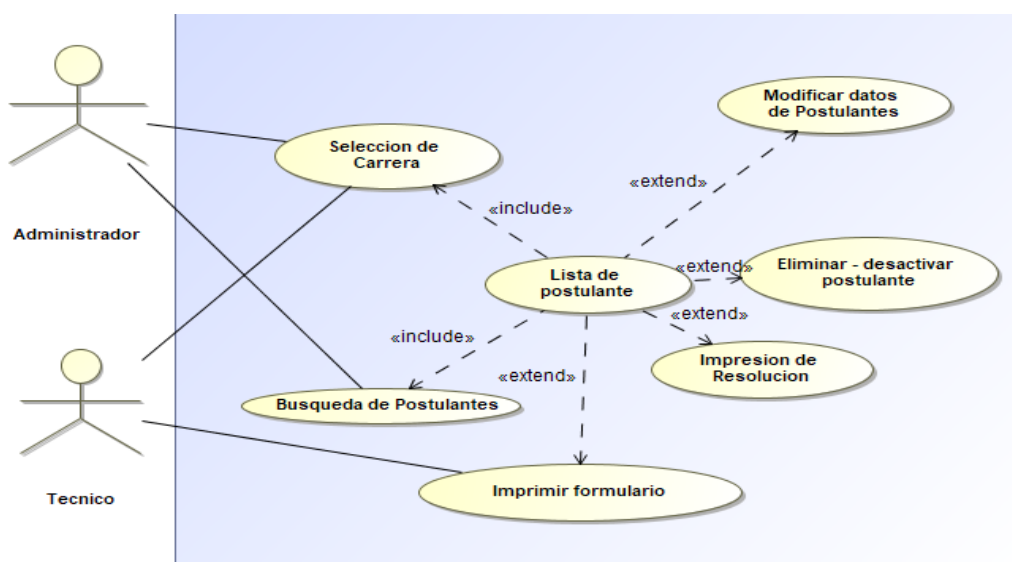 Administrador
Tecnico
Seleccion de
Carrera
Modificar datos
de Postulantes
«extend»
«include»
Lista de
postulante
«extend»
Eliminar - desactivar
postulante
«extend»
Impresion de
Resolucion
«include»
«extend»
Busqueda de Postulantes
Imprimir formulario